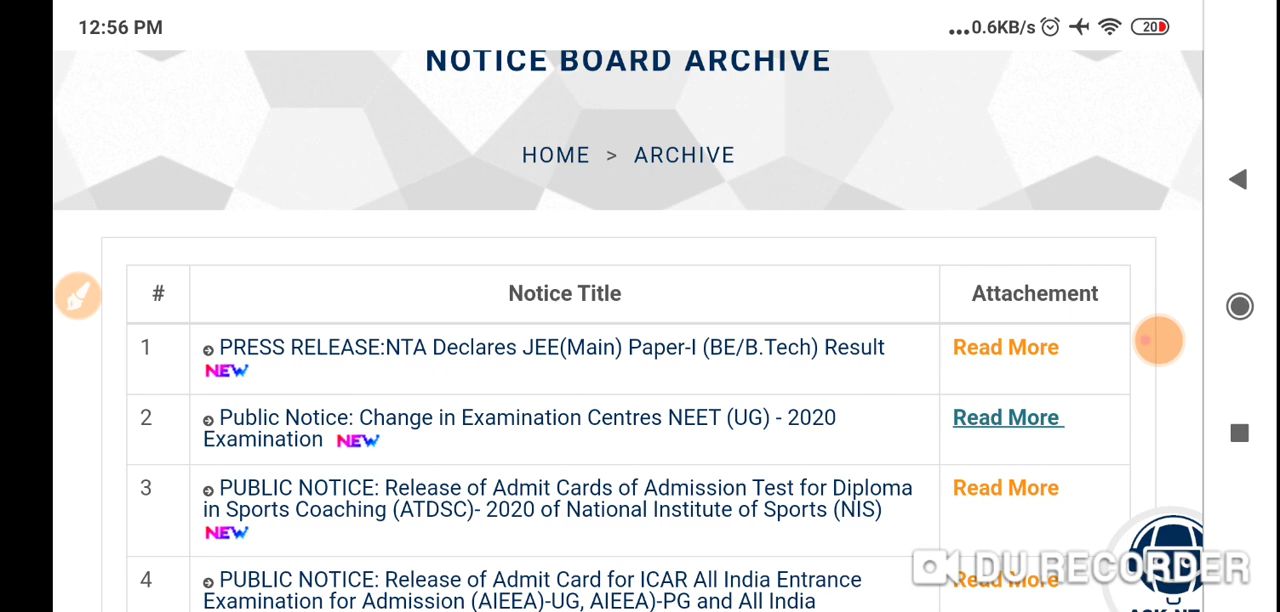 12:56 PM
...0.6KB/s
20
NOTICE BOARD ARCHIVE
HOME > ARCHIVE
# Notice Title Attachement
1 PRESS RELEASE:NTA Declares JEE(Main) Paper-I (BE/B.Tech) Result Read More
NEW
2 Public Notice: Change in Examination Centres NEET (UG) - 2020 Read More
Examination NEW
3 PUBLIC NOTICE: Release of Admit Cards of Admission Test for Diploma Read More
in Sports Coaching (ATDSC)- 2020 of National Institute of Sports (NIS)
NEW
4 PUBLIC NOTICE: Release of Admit Card for ICAR All India Entrance Read More
Examination for Admission (AIEEA)-UG, AIEEA)-PG and All India
DU RECORDER